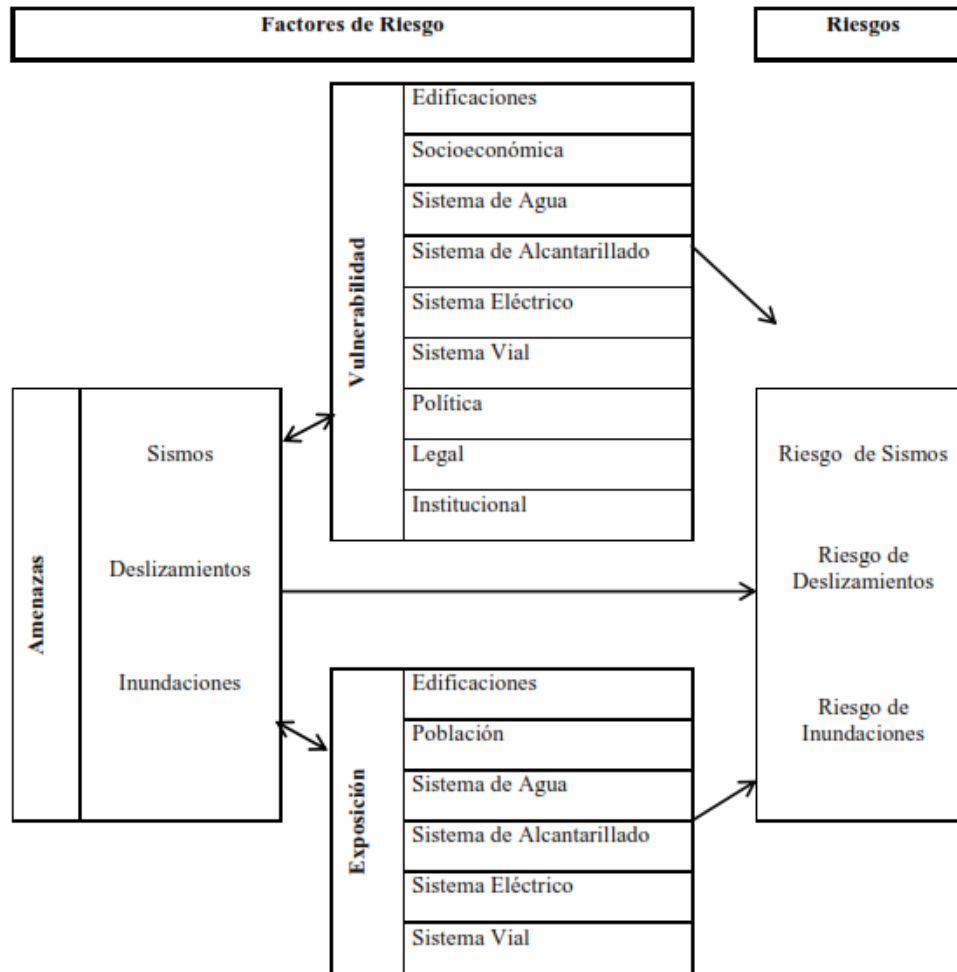 Factores de Riesgo
Riesgos
Vulnerabilidad
Edificaciones
Socioeconómica
Sistema de Agua
Sistema de Alcantarillado
Sistema Eléctrico
Sistema Vial
Política
Legal
Institucional
Amenazas
Sismos
Deslizamientos
Inundaciones
Riesgo de Sismos
Riesgo de
Deslizamientos
Riesgo de
Inundaciones
Exposición
Edificaciones
Población
Sistema de Agua
Sistema de Alcantarillado
Sistema Eléctrico
Sistema Vial